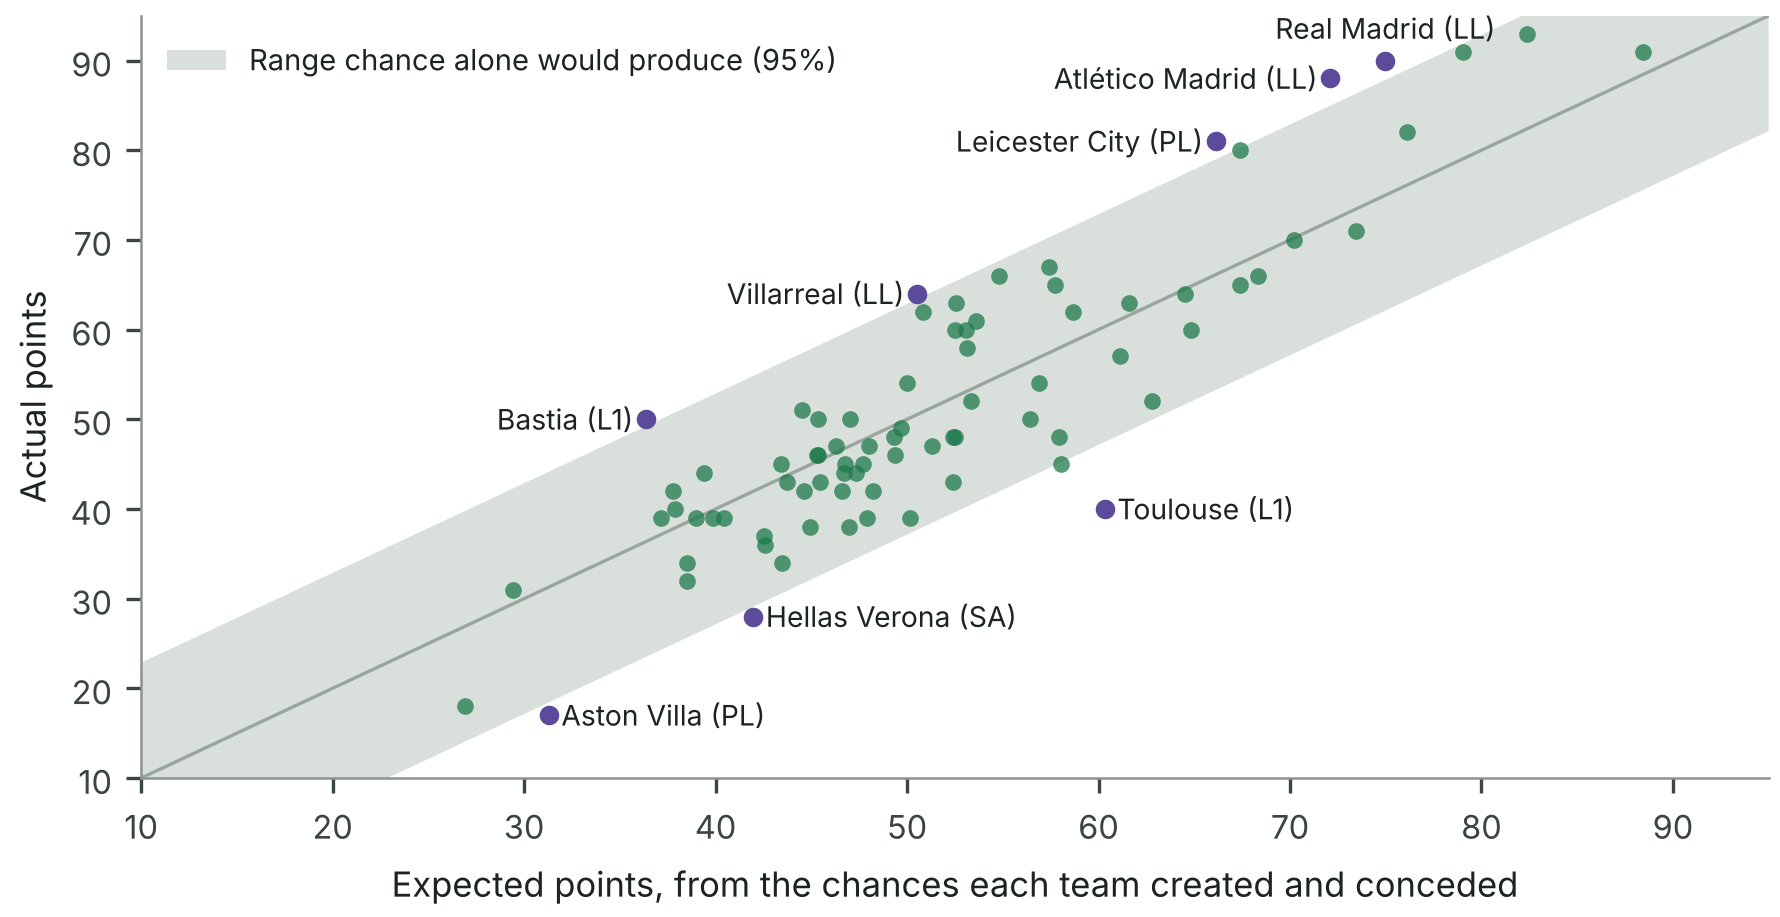 Range chance alone would produce (95%)
Real Madrid (LL)
Atlético Madrid (LL)
Leicester City (PL)
Villarreal (LL)
Bastia (L1)
Toulouse (L1)
Hellas Verona (SA)
Aston Villa (PL)
Actual points
90
80
70
60
50
40
30
20
10
10 20 30 40 50 60 70 80 90
Expected points, from the chances each team created and conceded